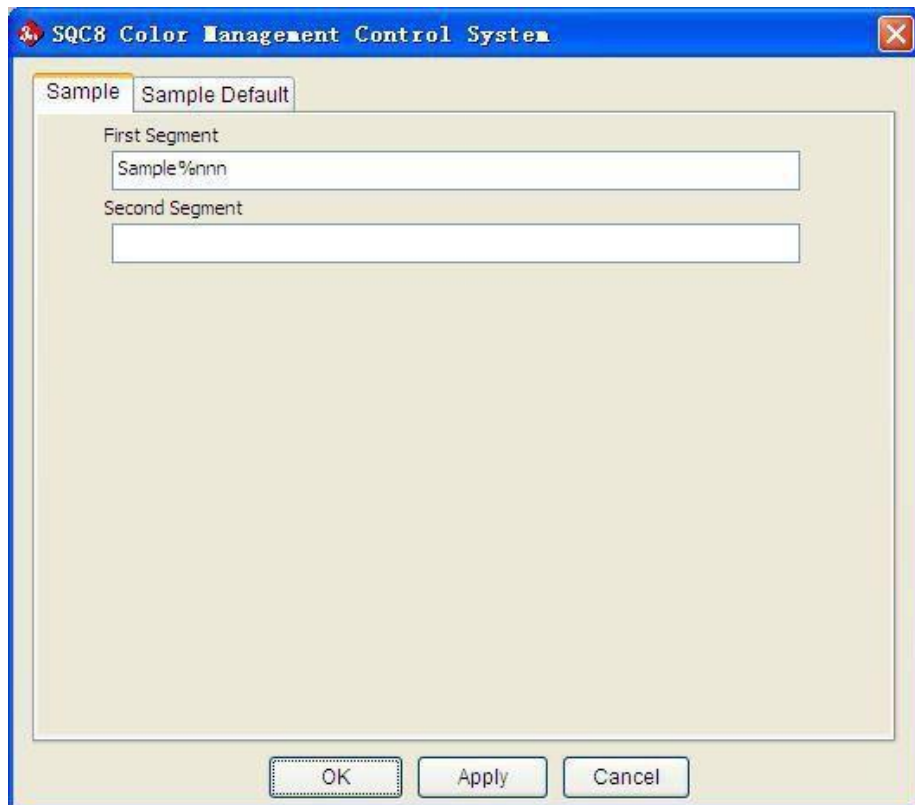 SQC8 Color Management Control System
Sample Sample Default
First Segment
Sample%nnn
Second Segment
OK Apply Cancel